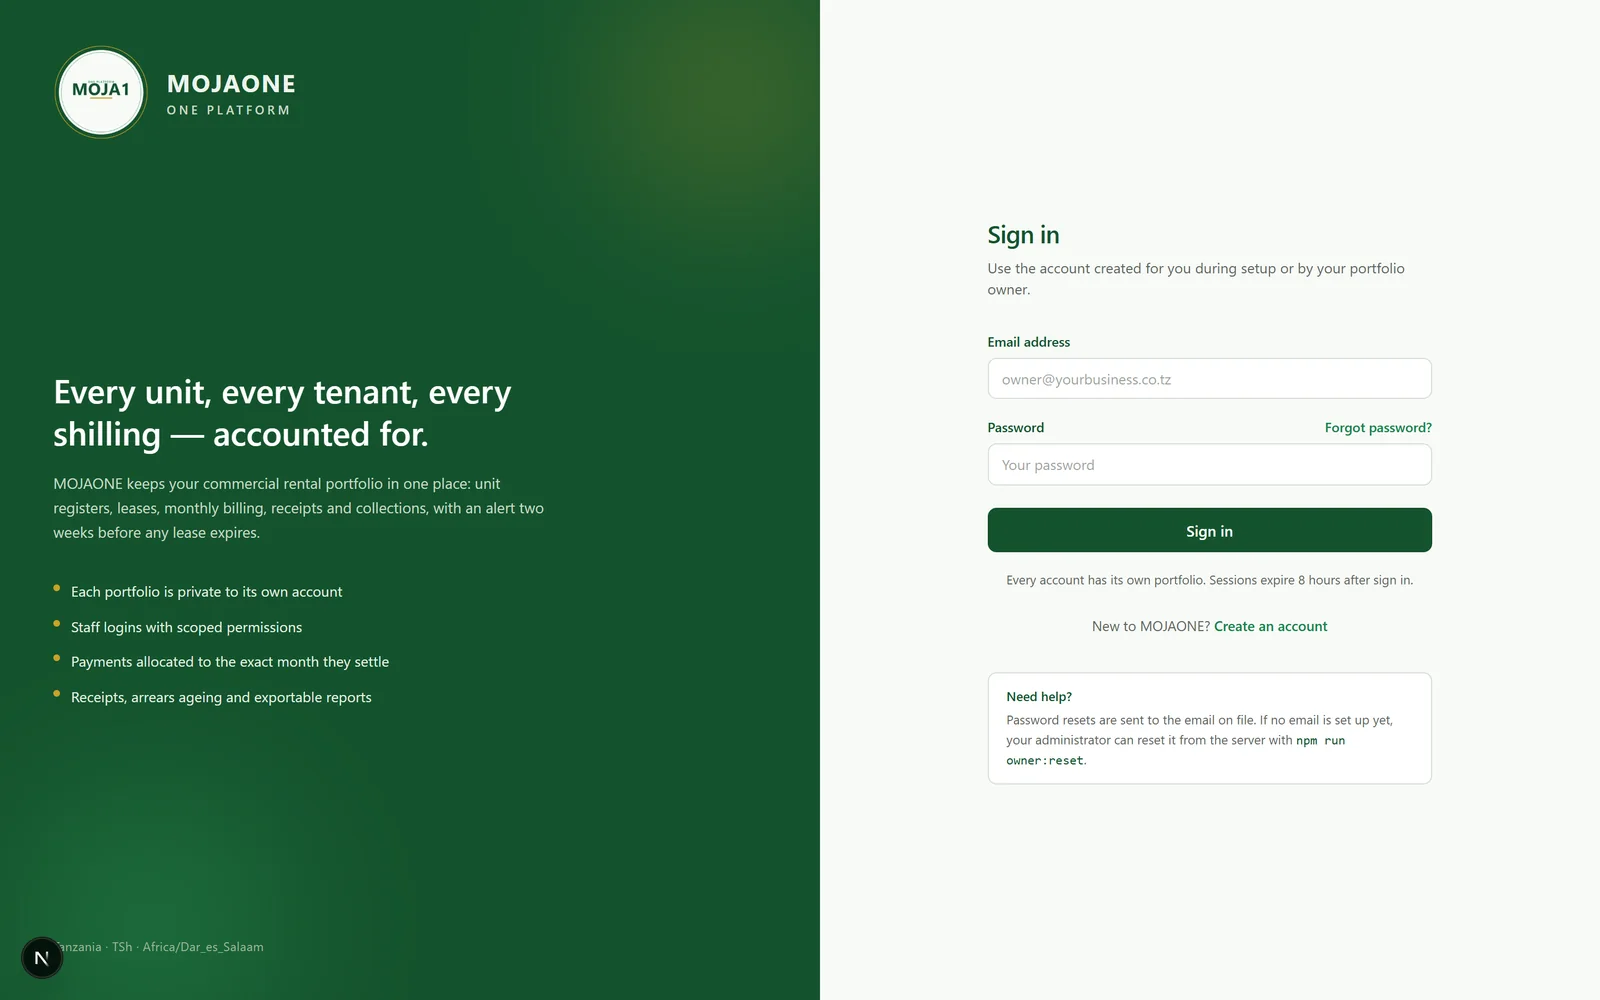 MOJA1
MOJAONE
ONE PLATFORM
Every unit, every tenant, every
shilling — accounted for.
MOJAONE keeps your commercial rental portfolio in one place: unit
registers, leases, monthly billing, receipts and collections, with an alert two
weeks before any lease expires.
Each portfolio is private to its own account
Staff logins with scoped permissions
Payments allocated to the exact month they settle
Receipts, arrears ageing and exportable reports
anzania · TSh · Africa/Dar_es_Salaam
N
Sign in
Use the account created for you during setup or by your portfolio
owner.
Email address
owner@yourbusiness.co.tz
Password Forgot password?
Your password
Sign in
Every account has its own portfolio. Sessions expire 8 hours after sign in.
New to MOJAONE? Create an account
Need help?
Password resets are sent to the email on file. If no email is set up yet,
your administrator can reset it from the server with npm run
owner:reset.